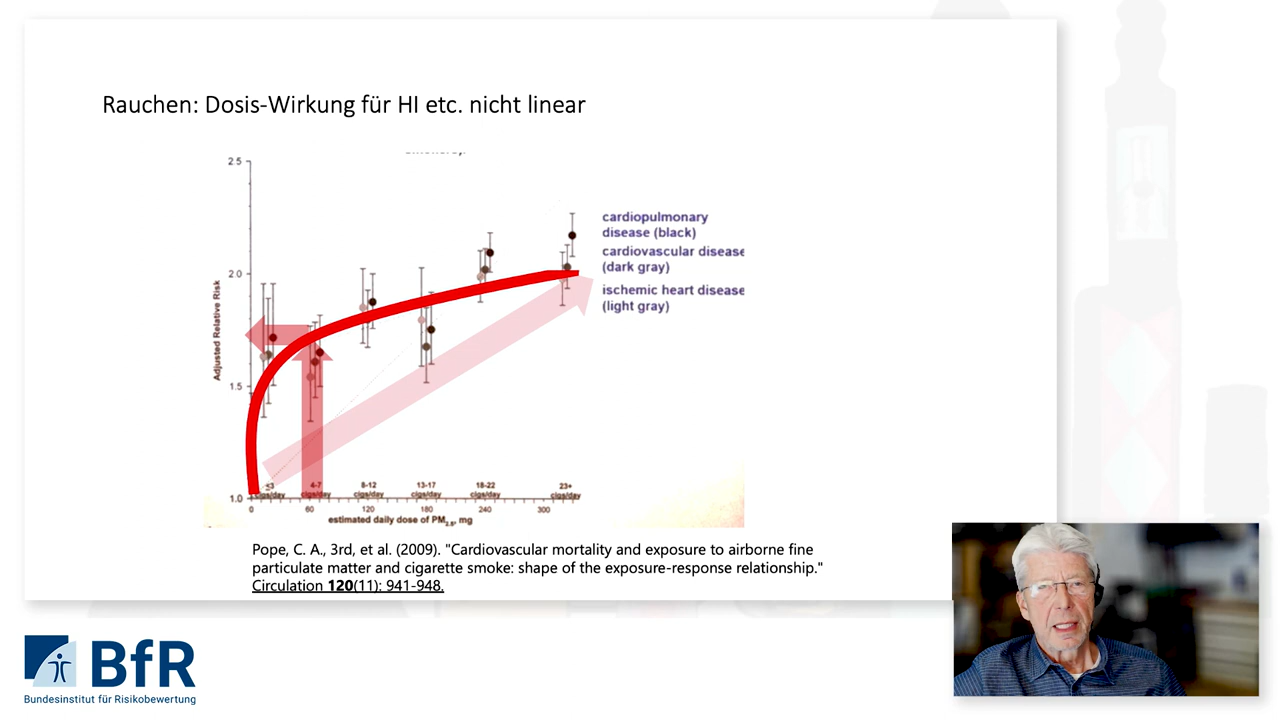 Rauchen: Dosis-Wirkung für HI etc. nicht linear
2.5
cardiopulmonary
disease (black)
cardiovascular disease
(dark gray)
ischemic heart disease
(light gray)
2.0
Adjusted Relative Risk
1.5
1.0
≤3 4-7 8-12 13-17 18-22 23+
cigs/day cigs/day cigs/day cigs/day cigs/day cigs/day
0 60 120 180 240 300
estimated daily dose of PM2.5, mg
Pope, C. A., 3rd, et al. (2009). "Cardiovascular mortality and exposure to airborne fine
particulate matter and cigarette smoke: shape of the exposure-response relationship."
Circulation 120(11): 941-948.
BfR
Bundesinstitut für Risikobewertung